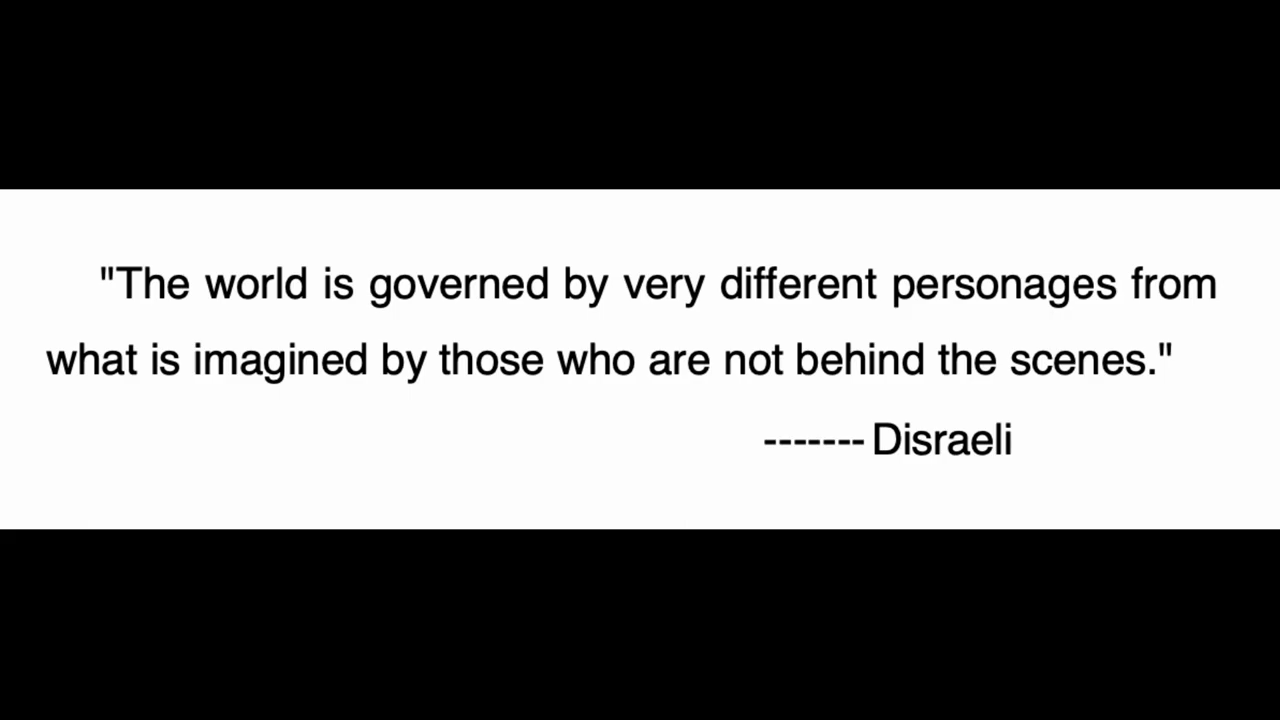 "The world is governed by very different personages from
what is imagined by those who are not behind the scenes."
-------Disraeli